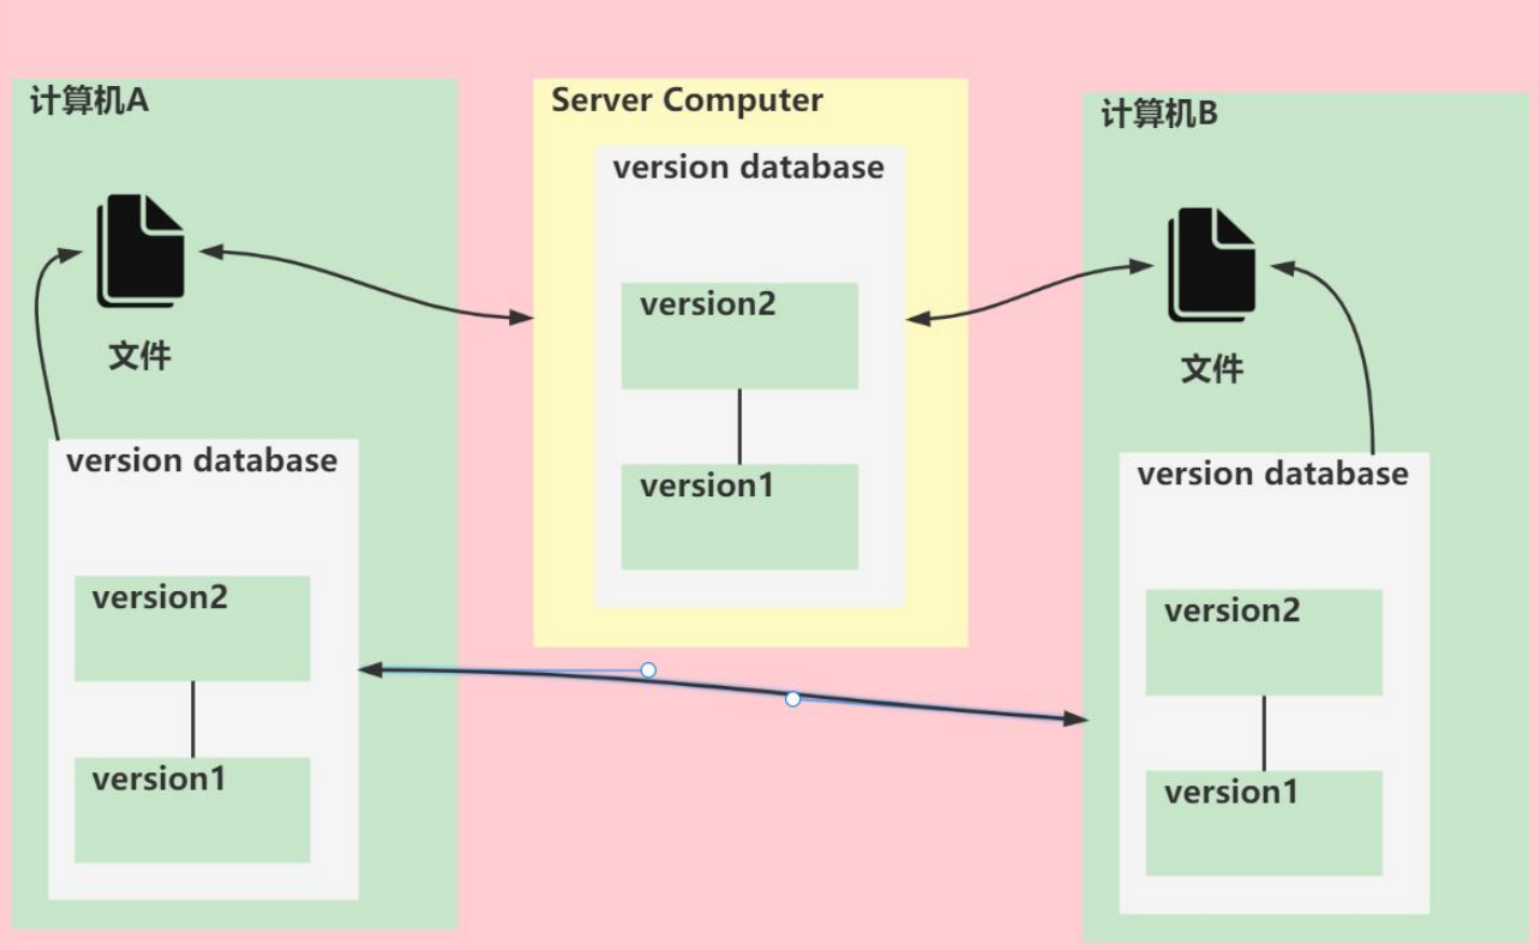 计算机A
文件
version database
version2
version1
Server Computer
version database
version2
version1
计算机B
文件
version database
version2
version1